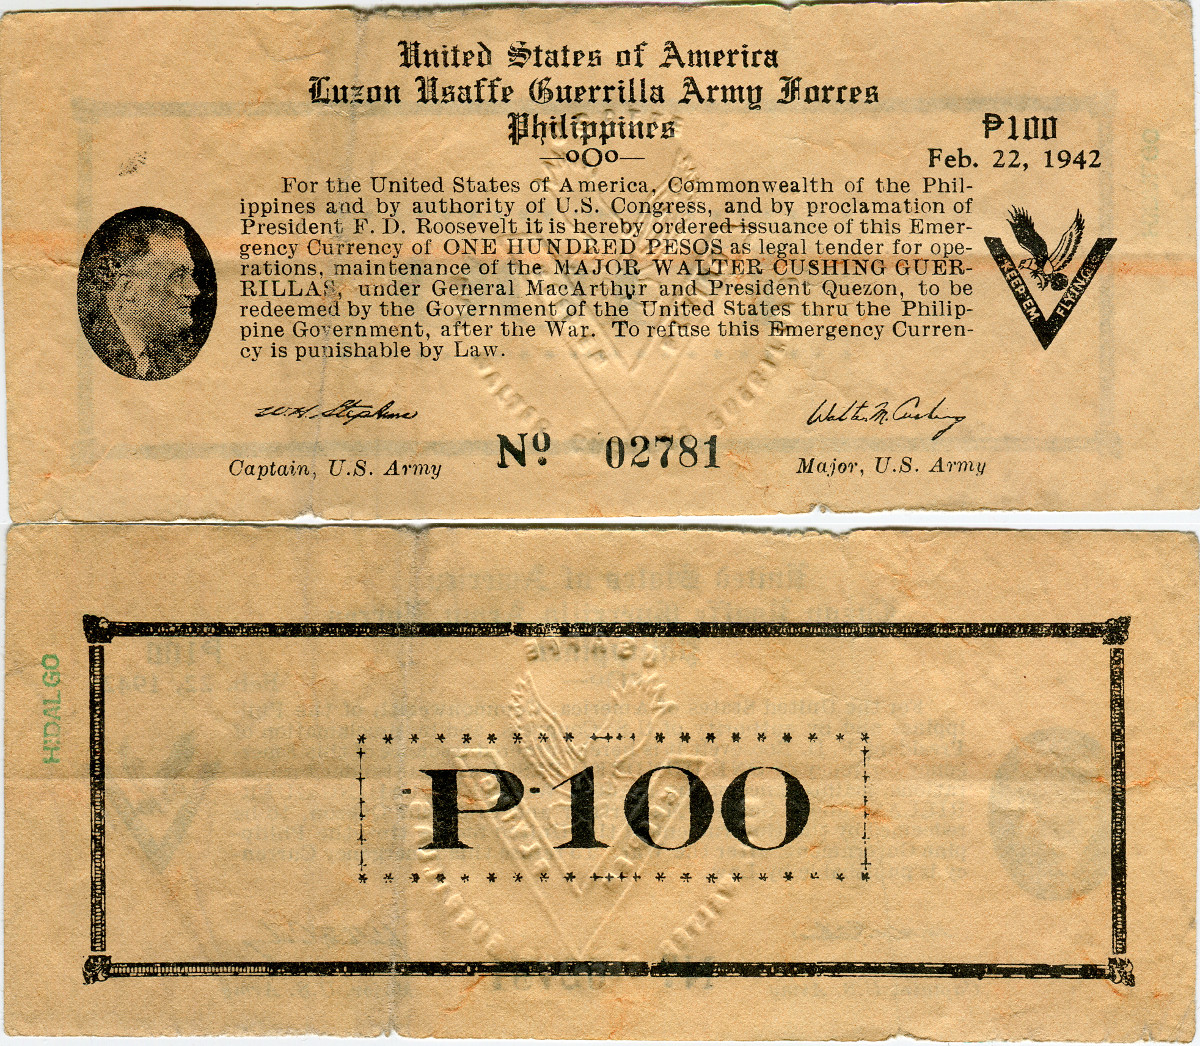 United States of America
Luzon Usaffe Guerrilla Army Forces
Philippines
—oOo—
₱100
Feb. 22, 1942
For the United States of America, Commonwealth of the Phil-
ippines and by authority of U.S. Congress, and by proclamation of
President F. D. Roosevelt it is hereby ordered issuance of this Emer-
gency Currency of ONE HUNDRED PESOS as legal tender for ope-
rations, maintenance of the MAJOR WALTER CUSHING GUER-
RILLAS, under General MacArthur and President Quezon, to be
redeemed by the Government of the United States thru the Philip-
pine Government, after the War. To refuse this Emergency Curren-
cy is punishable by Law.
KEEP'EM FLYING
W.H. Stephens
Walter M. Cushing
Captain, U.S. Army
Nº. 02781
Major, U.S. Army
HIDALGO
P100